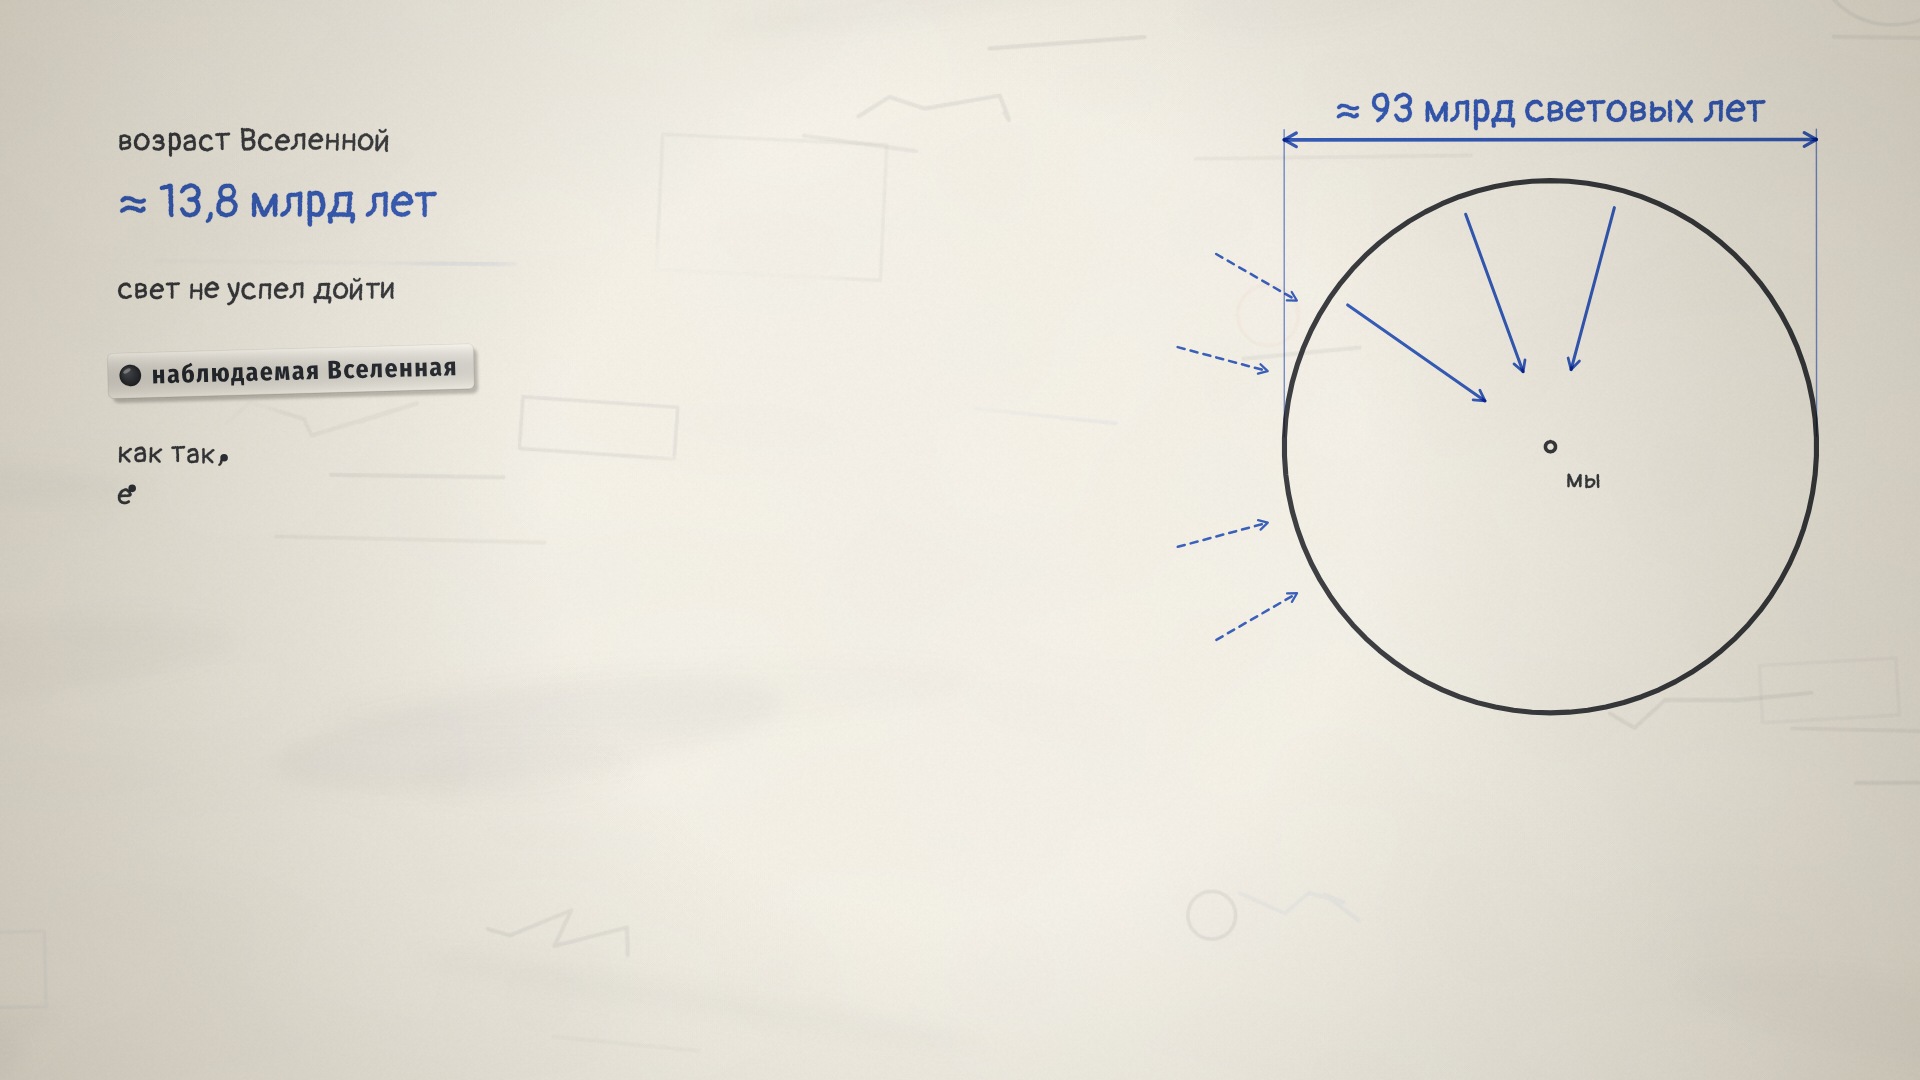 возраст Вселенной
≈ 13,8 млрд лет
свет не успел дойти
наблюдаемая Вселенная
как так,
е
≈ 93 млрд световых лет
мы